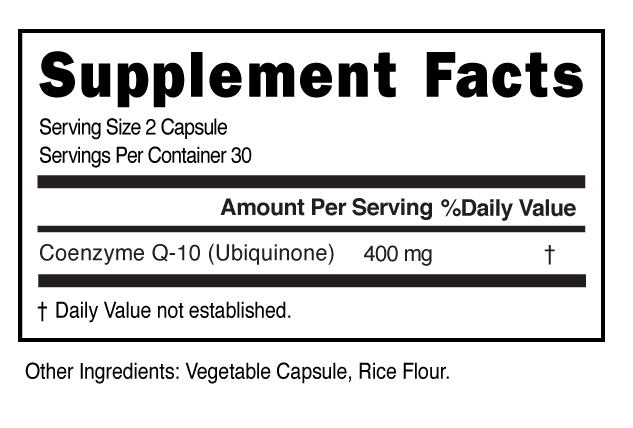 Supplement Facts
Serving Size 2 Capsule
Servings Per Container 30
Amount Per Serving %Daily Value
Coenzyme Q-10 (Ubiquinone) 400 mg †
† Daily Value not established.
Other Ingredients: Vegetable Capsule, Rice Flour.